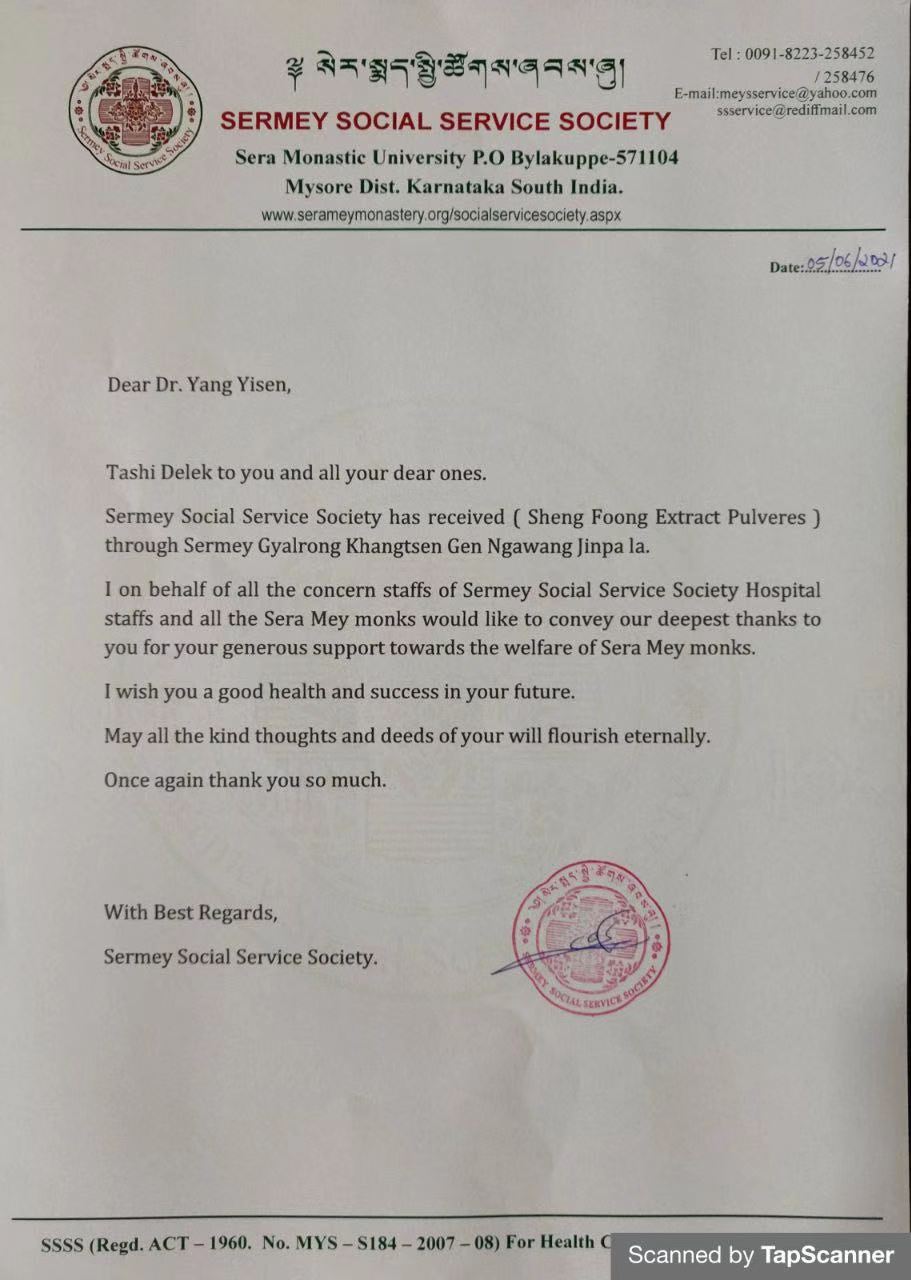 ༄ སེར་སྨད་སྤྱི་ཚོགས་ཞབས་ཞུ།
Tel : 0091-8223-258452
/ 258476
E-mail:meysservice@yahoo.com
ssservice@rediffmail.com
SERMEY SOCIAL SERVICE SOCIETY
Sera Monastic University P.O Bylakuppe-571104
Mysore Dist. Karnataka South India.
www.serameymonastery.org/socialservicesociety.aspx
Sermey Social Service Society
Date:05/06/2021
Dear Dr. Yang Yisen,
Tashi Delek to you and all your dear ones.
Sermey Social Service Society has received ( Sheng Foong Extract Pulveres )
through Sermey Gyalrong Khangtsen Gen Ngawang Jinpa la.
I on behalf of all the concern staffs of Sermey Social Service Society Hospital
staffs and all the Sera Mey monks would like to convey our deepest thanks to
you for your generous support towards the welfare of Sera Mey monks.
I wish you a good health and success in your future.
May all the kind thoughts and deeds of your will flourish eternally.
Once again thank you so much.
With Best Regards,
Sermey Social Service Society.
SERMEY SOCIAL SERVICE SOCIETY
SSSS (Regd. ACT – 1960. No. MYS – S184 – 2007 – 08) For Health
Scanned by TapScanner